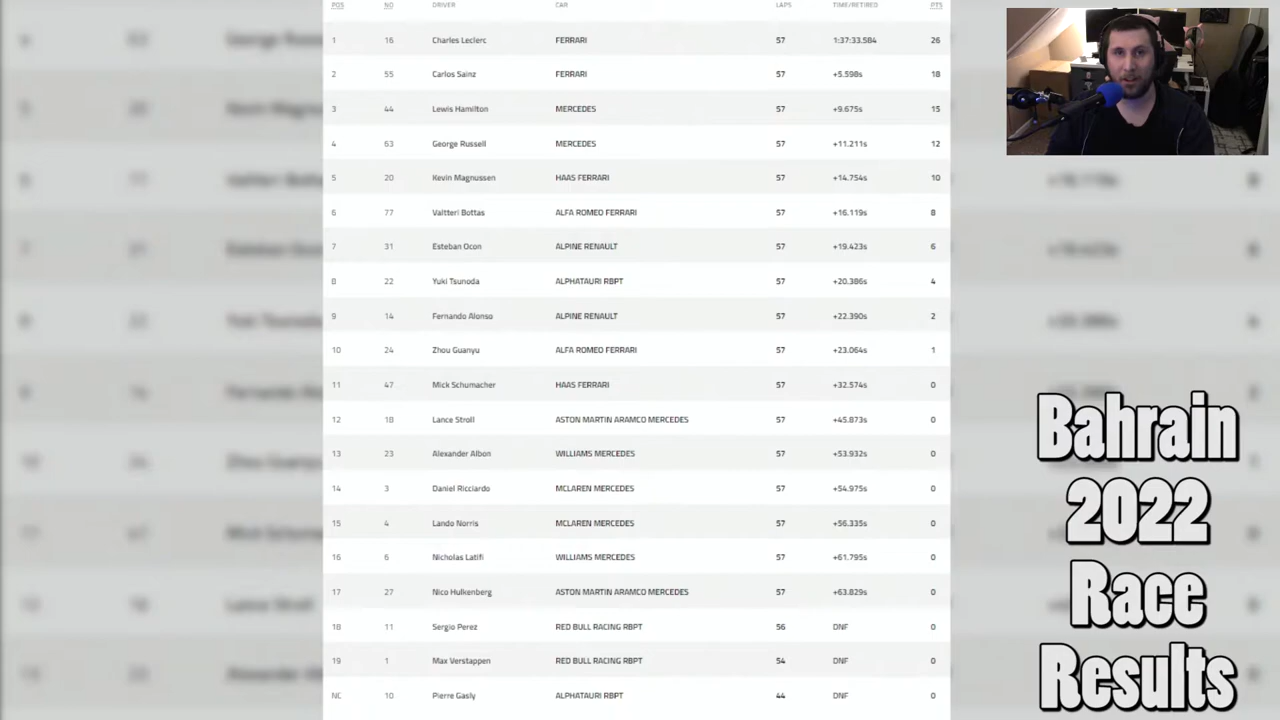 POS NO DRIVER CAR LAPS TIME/RETIRED PTS
1 16 Charles Leclerc FERRARI 57 1:37:33.584 26
2 55 Carlos Sainz FERRARI 57 +5.598s 18
3 44 Lewis Hamilton MERCEDES 57 +9.675s 15
4 63 George Russell MERCEDES 57 +11.211s 12
5 20 Kevin Magnussen HAAS FERRARI 57 +14.754s 10
6 77 Valtteri Bottas ALFA ROMEO FERRARI 57 +16.119s 8
7 31 Esteban Ocon ALPINE RENAULT 57 +19.423s 6
8 22 Yuki Tsunoda ALPHATAURI RBPT 57 +20.386s 4
9 14 Fernando Alonso ALPINE RENAULT 57 +22.390s 2
10 24 Zhou Guanyu ALFA ROMEO FERRARI 57 +23.064s 1
11 47 Mick Schumacher HAAS FERRARI 57 +32.574s 0
12 18 Lance Stroll ASTON MARTIN ARAMCO MERCEDES 57 +45.873s 0
13 23 Alexander Albon WILLIAMS MERCEDES 57 +53.932s 0
14 3 Daniel Ricciardo MCLAREN MERCEDES 57 +54.975s 0
15 4 Lando Norris MCLAREN MERCEDES 57 +56.335s 0
16 6 Nicholas Latifi WILLIAMS MERCEDES 57 +61.795s 0
17 27 Nico Hulkenberg ASTON MARTIN ARAMCO MERCEDES 57 +63.829s 0
18 11 Sergio Perez RED BULL RACING RBPT 56 DNF 0
19 1 Max Verstappen RED BULL RACING RBPT 54 DNF 0
NC 10 Pierre Gasly ALPHATAURI RBPT 44 DNF 0
Bahrain
2022
Race
Results